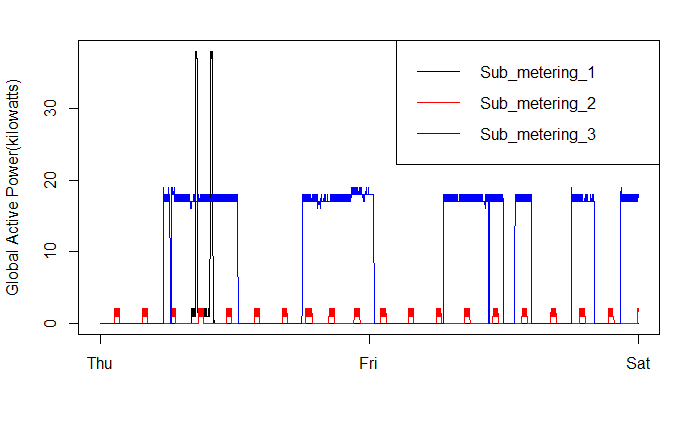 Global Active Power(kilowatts)
30
20
10
0
Thu
Fri
Sat
Sub_metering_1
Sub_metering_2
Sub_metering_3